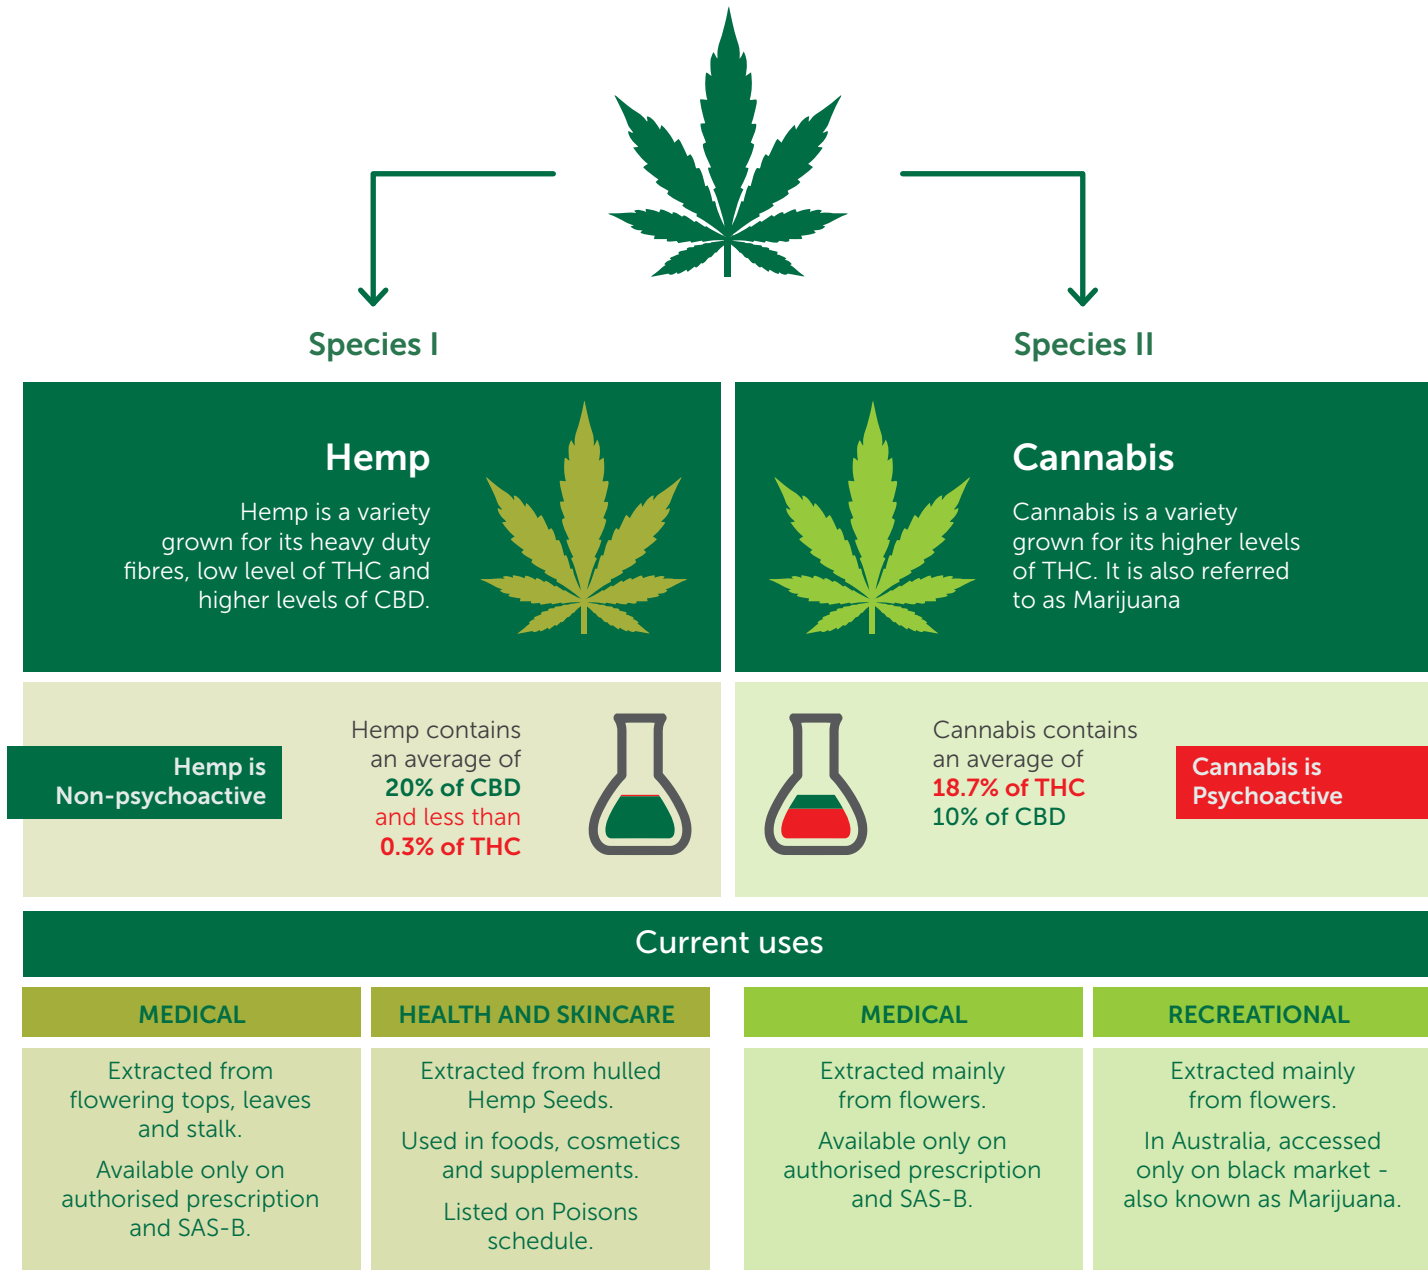 Species I
Species II
Hemp
Hemp is a variety
grown for its heavy duty
fibres, low level of THC and
higher levels of CBD.
Cannabis
Cannabis is a variety
grown for its higher levels
of THC. It is also referred
to as Marijuana
Hemp is
Non-psychoactive
Hemp contains
an average of
20% of CBD
and less than
0.3% of THC
Cannabis contains
an average of
18.7% of THC
10% of CBD
Cannabis is
Psychoactive
Current uses
MEDICAL
Extracted from
flowering tops, leaves
and stalk.
Available only on
authorised prescription
and SAS-B.
HEALTH AND SKINCARE
Extracted from hulled
Hemp Seeds.
Used in foods, cosmetics
and supplements.
Listed on Poisons
schedule.
MEDICAL
Extracted mainly
from flowers.
Available only on
authorised prescription
and SAS-B.
RECREATIONAL
Extracted mainly
from flowers.
In Australia, accessed
only on black market -
also known as Marijuana.